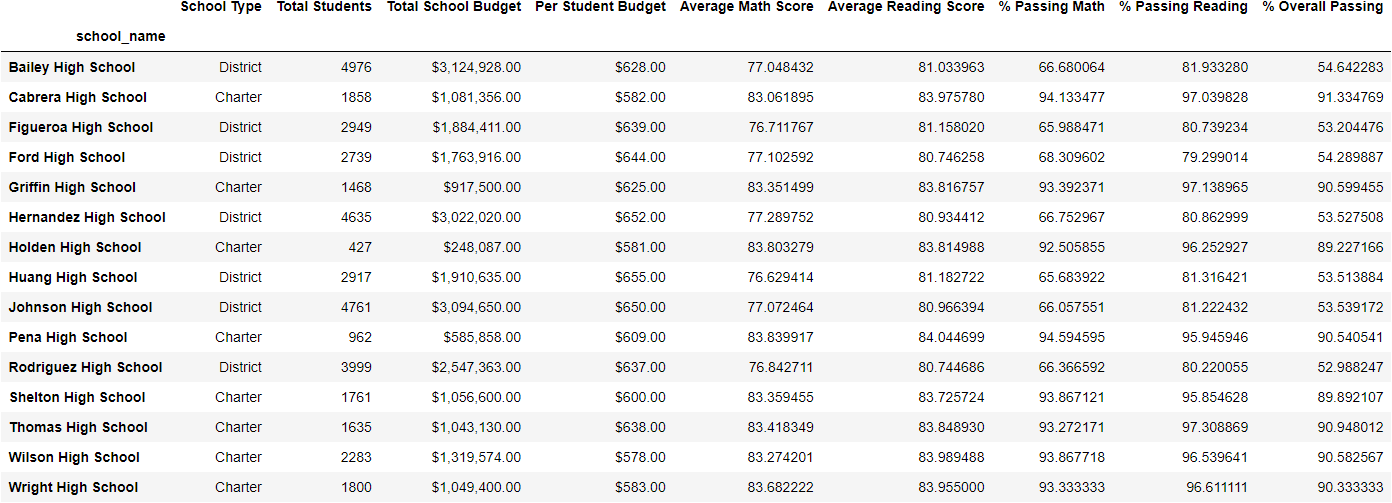 School Type Total Students Total School Budget Per Student Budget Average Math Score Average Reading Score % Passing Math % Passing Reading % Overall Passing
school_name
Bailey High School District 4976 $3,124,928.00 $628.00 77.048432 81.033963 66.680064 81.933280 54.642283
Cabrera High School Charter 1858 $1,081,356.00 $582.00 83.061895 83.975780 94.133477 97.039828 91.334769
Figueroa High School District 2949 $1,884,411.00 $639.00 76.711767 81.158020 65.988471 80.739234 53.204476
Ford High School District 2739 $1,763,916.00 $644.00 77.102592 80.746258 68.309602 79.299014 54.289887
Griffin High School Charter 1468 $917,500.00 $625.00 83.351499 83.816757 93.392371 97.138965 90.599455
Hernandez High School District 4635 $3,022,020.00 $652.00 77.289752 80.934412 66.752967 80.862999 53.527508
Holden High School Charter 427 $248,087.00 $581.00 83.803279 83.814988 92.505855 96.252927 89.227166
Huang High School District 2917 $1,910,635.00 $655.00 76.629414 81.182722 65.683922 81.316421 53.513884
Johnson High School District 4761 $3,094,650.00 $650.00 77.072464 80.966394 66.057551 81.222432 53.539172
Pena High School Charter 962 $585,858.00 $609.00 83.839917 84.044699 94.594595 95.945946 90.540541
Rodriguez High School District 3999 $2,547,363.00 $637.00 76.842711 80.744686 66.366592 80.220055 52.988247
Shelton High School Charter 1761 $1,056,600.00 $600.00 83.359455 83.725724 93.867121 95.854628 89.892107
Thomas High School Charter 1635 $1,043,130.00 $638.00 83.418349 83.848930 93.272171 97.308869 90.948012
Wilson High School Charter 2283 $1,319,574.00 $578.00 83.274201 83.989488 93.867718 96.539641 90.582567
Wright High School Charter 1800 $1,049,400.00 $583.00 83.682222 83.955000 93.333333 96.611111 90.333333